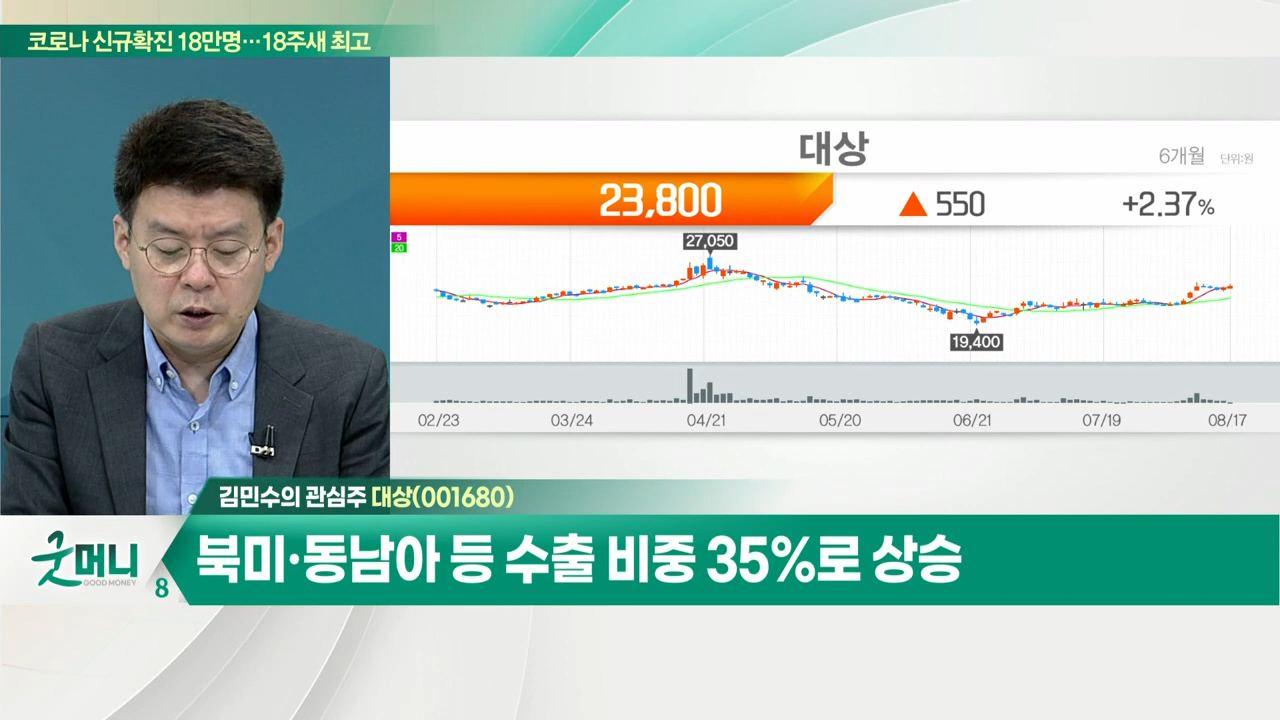 코로나 신규확진 18만명…18주새 최고
대상
6개월 단위:원
23,800 ▲ 550 +2.37%
5
20
27,050
19,400
02/23 03/24 04/21 05/20 06/21 07/19 08/17
김민수의 관심주 대상(001680)
북미·동남아 등 수출 비중 35%로 상승
굿머니
GOOD MONEY
8